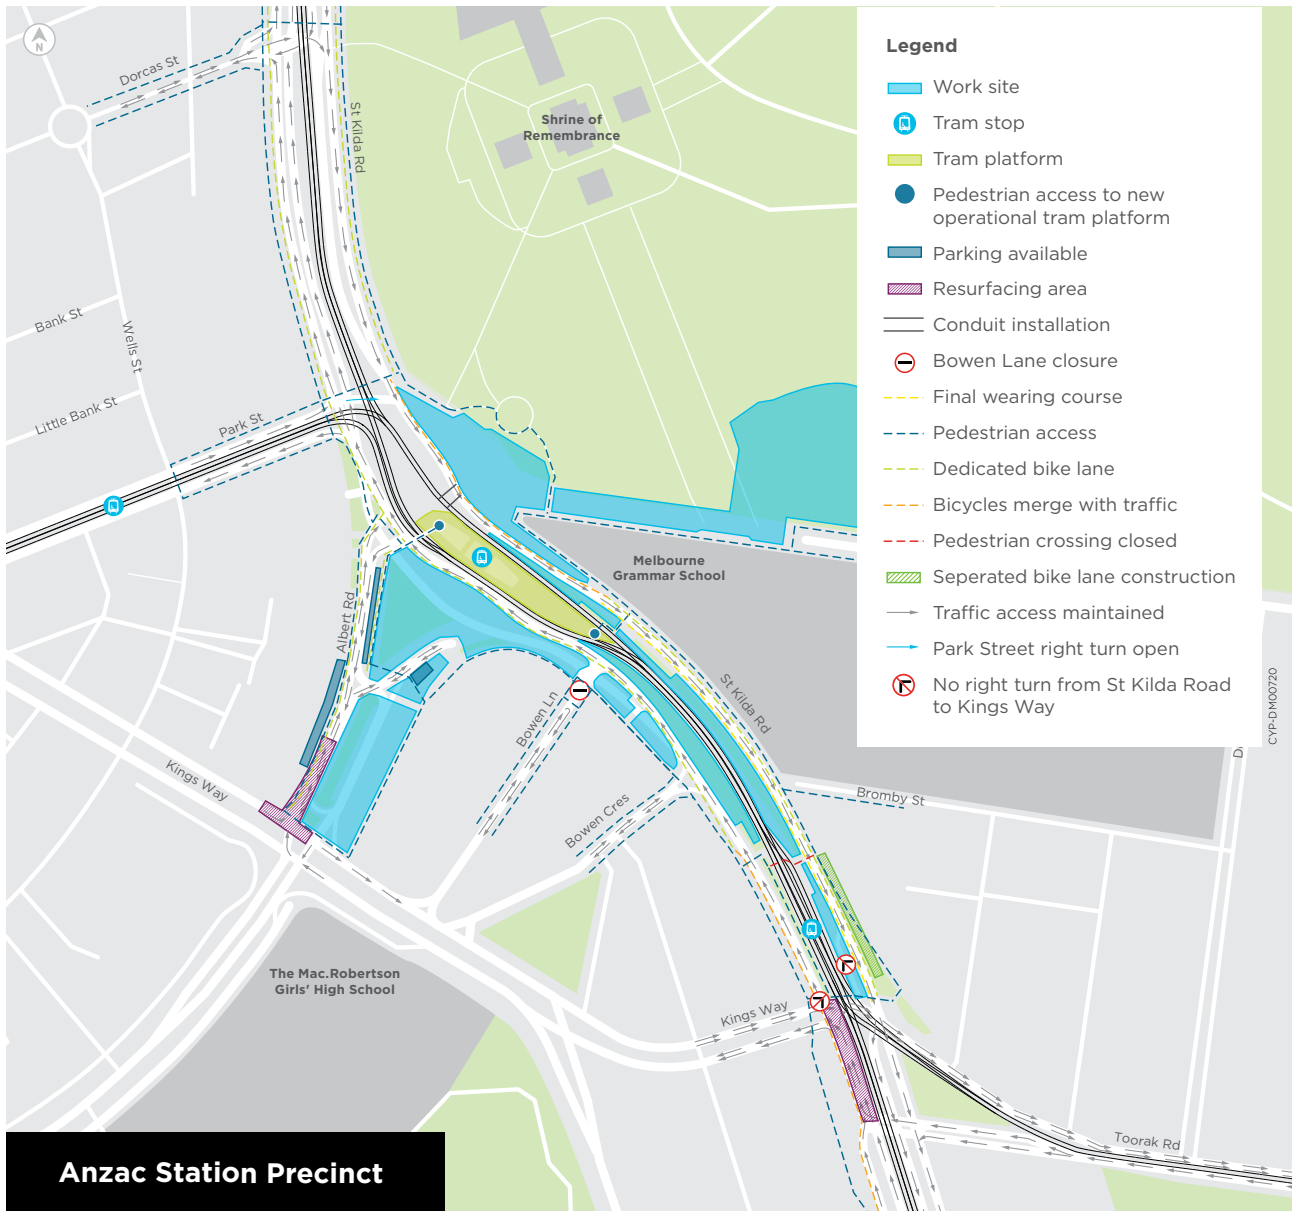 N
Dorcas St
St Kilda Rd
Shrine of
Remembrance
Bank St
Wells St
Little Bank St
Park St
Melbourne
Grammar School
Albert Rd
Bowen Ln
St Kilda Rd
Kings Way
Bowen Cres
Bromby St
The Mac.Robertson
Girls' High School
Kings Way
Toorak Rd
Legend
Work site
Tram stop
Tram platform
Pedestrian access to new
operational tram platform
Parking available
Resurfacing area
Conduit installation
Bowen Lane closure
Final wearing course
Pedestrian access
Dedicated bike lane
Bicycles merge with traffic
Pedestrian crossing closed
Seperated bike lane construction
Traffic access maintained
Park Street right turn open
No right turn from St Kilda Road
to Kings Way
CYP-DM00720
Anzac Station Precinct